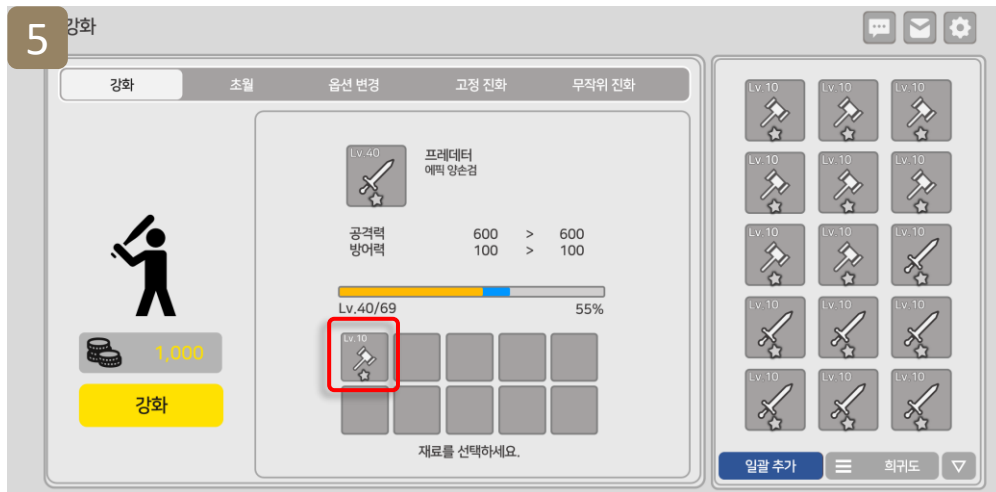 5
강화
강화 초월 옵션 변경 고정 진화 무작위 진화
Lv.40
프레데터
에픽 양손검
공격력 600 > 600
방어력 100 > 100
Lv.40/69 55%
Lv.10
재료를 선택하세요.
1,000
강화
Lv.10 Lv.10 Lv.10
Lv.10 Lv.10 Lv.10
Lv.10 Lv.10 Lv.10
Lv.10 Lv.10 Lv.10
Lv.10 Lv.10 Lv.10
일괄 추가 희귀도